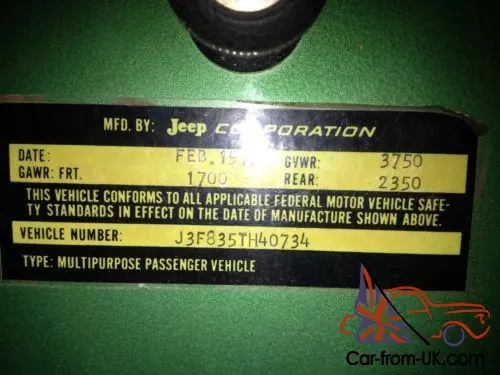 MFD. BY: Jeep CORPORATION
DATE: FEB. GVWR: 3750
GAWR: FRT. 1700 REAR: 2350
THIS VEHICLE CONFORMS TO ALL APPLICABLE FEDERAL MOTOR VEHICLE SAFE-
TY STANDARDS IN EFFECT ON THE DATE OF MANUFACTURE SHOWN ABOVE.
VEHICLE NUMBER: J3F835TH40734
TYPE: MULTIPURPOSE PASSENGER VEHICLE
Car-from-UK.com